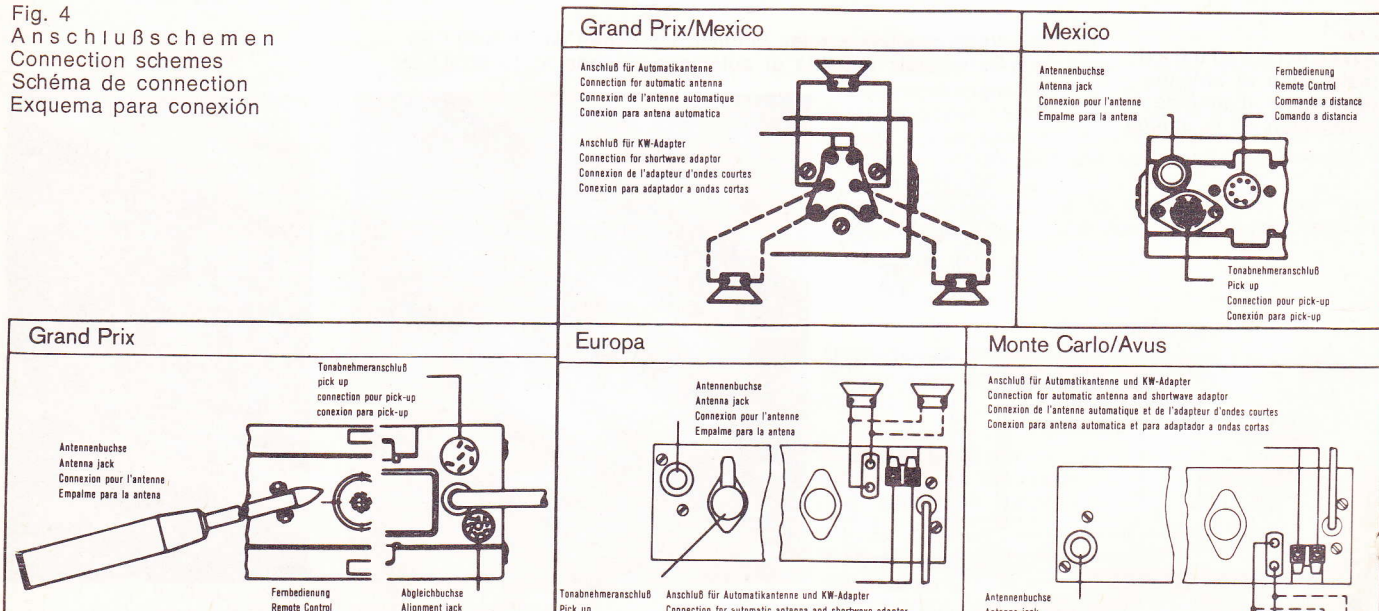 Fig. 4
Anschlußschemen
Connection schemes
Schéma de connection
Exquema para conexión
Grand Prix/Mexico
Anschluß für Automatikantenne
Connection for automatic antenna
Connexion de l'antenne automatique
Conexion para antena automatica
Anschluß für KW-Adapter
Connection for shortwave adaptor
Connexion de l'adapteur d'ondes courtes
Conexion para adaptador a ondas cortas
Mexico
Antennenbuchse
Antenna jack
Connexion pour l'antenne
Empalme para la antena
Fernbedienung
Remote Control
Commande a distance
Comando a distancia
Tonabnehmeranschluß
Pick up
Connection pour pick-up
Conexión para pick-up
Grand Prix
Tonabnehmeranschluß
pick up
connection pour pick-up
conexion para pick-up
Antennenbuchse
Antenna jack
Connexion pour l'antenne
Empalme para la antena
Fernbedienung
Remote Control
Abgleichbuchse
Alignment jack
Europa
Antennenbuchse
Antenna jack
Connexion pour l'antenne
Empalme para la antena
Tonabnehmeranschluß
Pick up
Anschluß für Automatikantenne und KW-Adapter
Connection for automatic antenna and shortwave adaptor
Monte Carlo/Avus
Anschluß für Automatikantenne und KW-Adapter
Connection for automatic antenna and shortwave adaptor
Connexion de l'antenne automatique et de l'adapteur d'ondes courtes
Conexion para antena automatica et para adaptador a ondas cortas
Antennenbuchse
Antenna jack